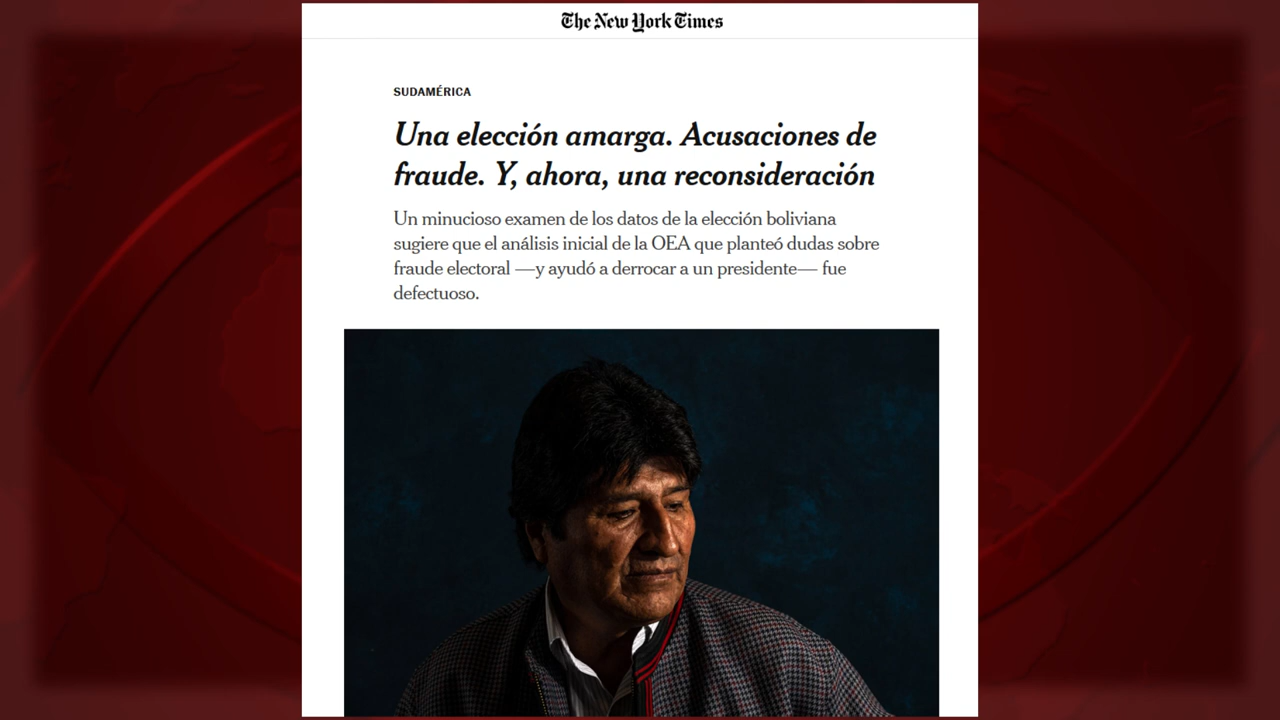 The New York Times
SUDAMÉRICA
Una elección amarga. Acusaciones de
fraude. Y, ahora, una reconsideración
Un minucioso examen de los datos de la elección boliviana
sugiere que el análisis inicial de la OEA que planteó dudas sobre
fraude electoral —y ayudó a derrocar a un presidente— fue
defectuoso.